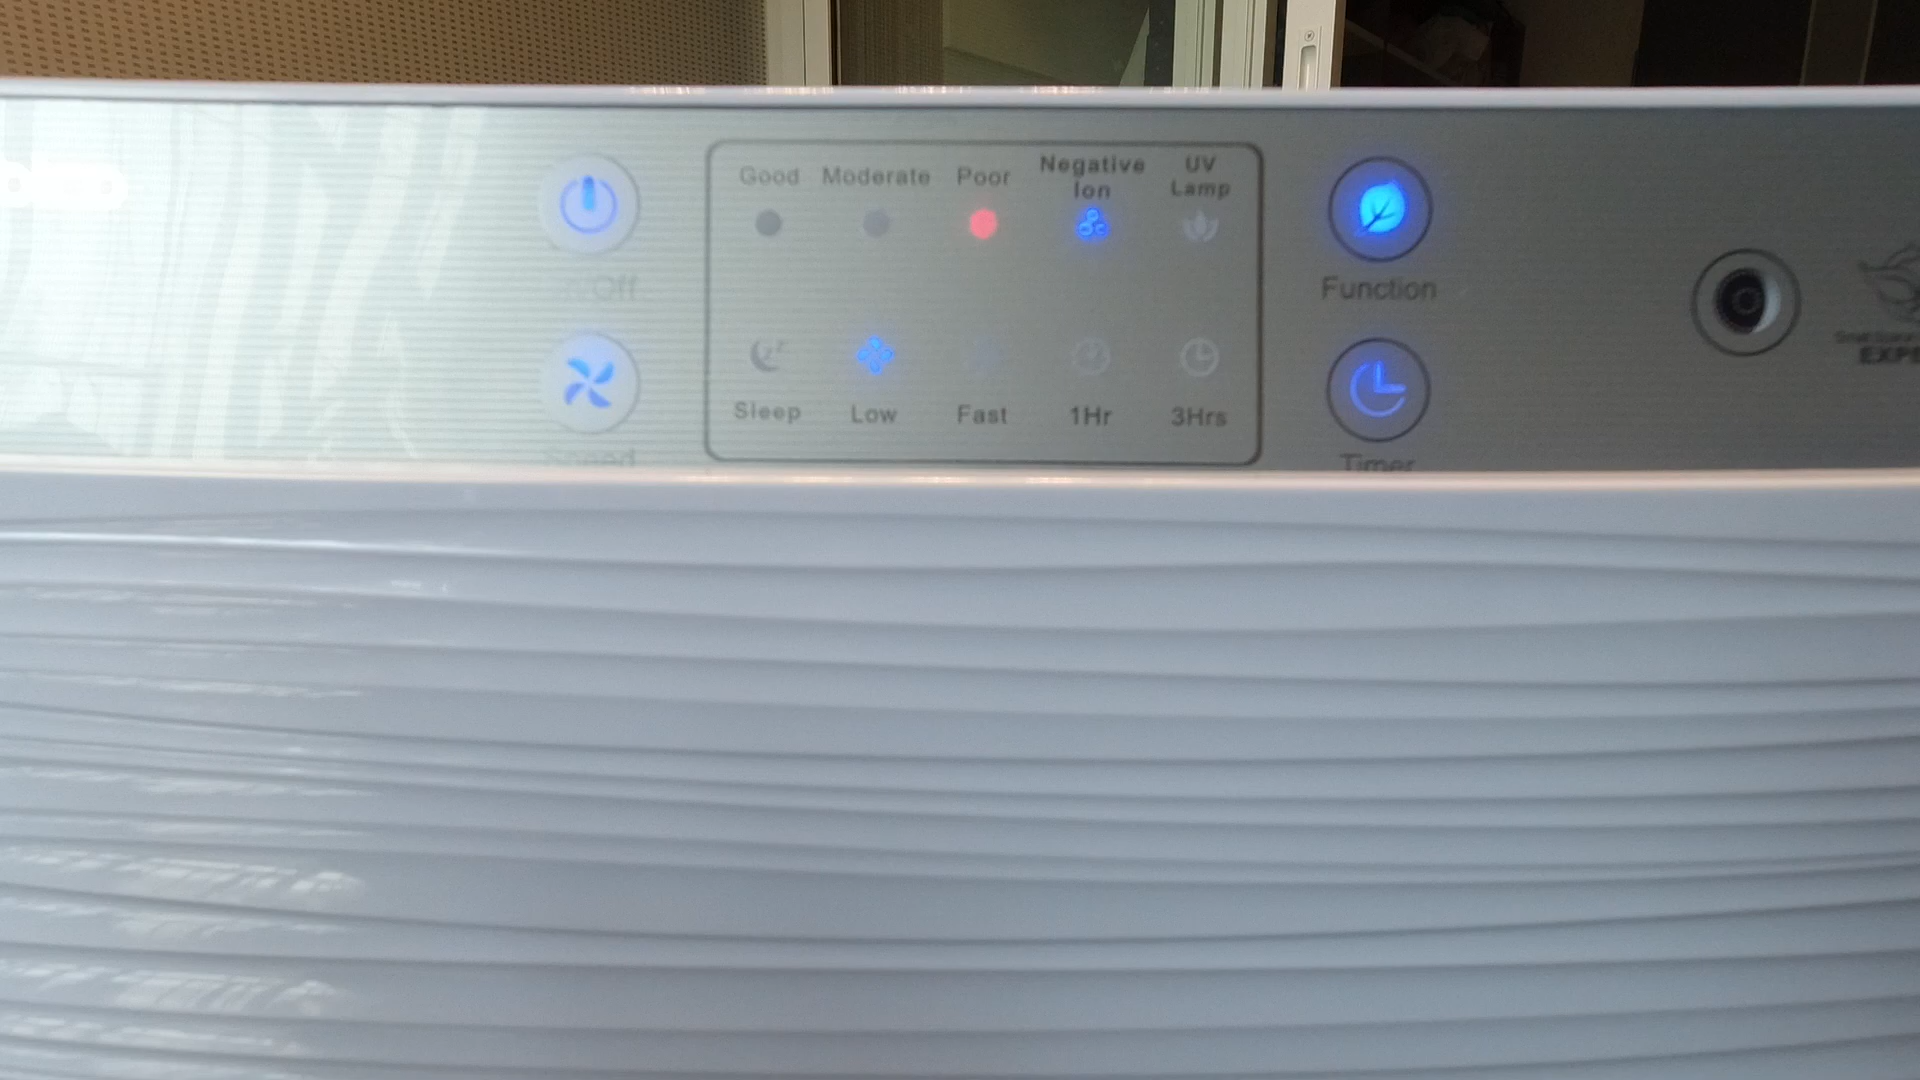 Good Moderate Poor Negative Ion UV Lamp
Function
Sleep Low Fast 1Hr 3Hrs
Timer